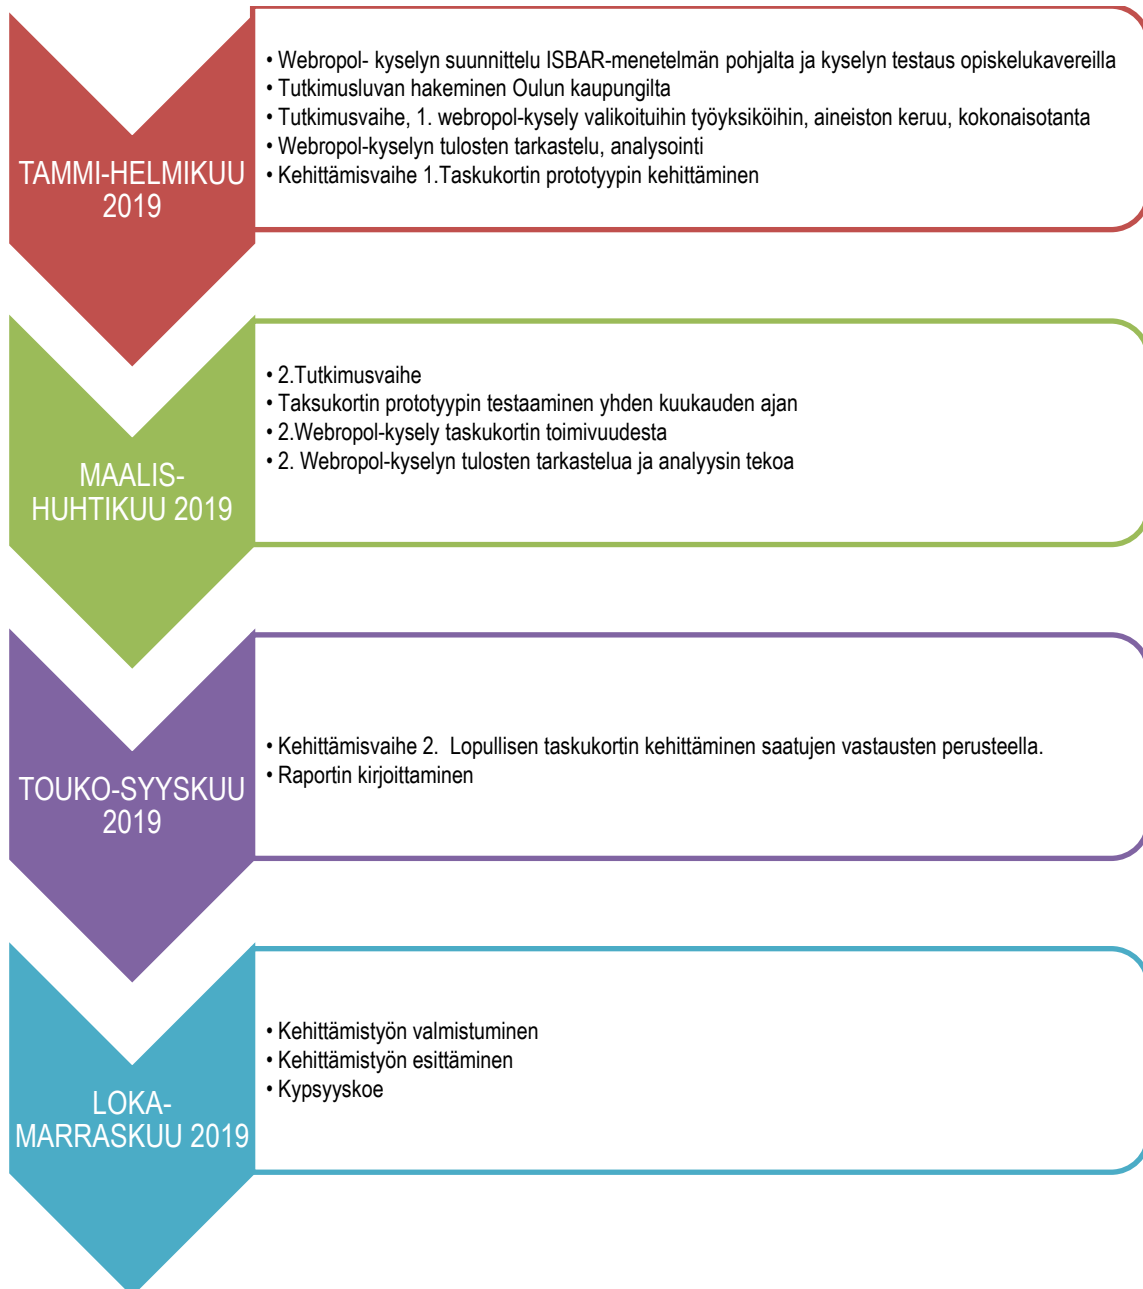 TAMMI-HELMIKUU
2019
• Webropol- kyselyn suunnittelu ISBAR-menetelmän pohjalta ja kyselyn testaus opiskelukavereilla
• Tutkimusluvan hakeminen Oulun kaupungilta
• Tutkimusvaihe, 1. webropol-kysely valikoituihin työyksiköihin, aineiston keruu, kokonaisotanta
• Webropol-kyselyn tulosten tarkastelu, analysointi
• Kehittämisvaihe 1.Taskukortin prototyypin kehittäminen
MAALIS-
HUHTIKUU 2019
• 2.Tutkimusvaihe
• Taksukortin prototyypin testaaminen yhden kuukauden ajan
• 2.Webropol-kysely taskukortin toimivuudesta
• 2. Webropol-kyselyn tulosten tarkastelua ja analyysin tekoa
TOUKO-SYYSKUU
2019
• Kehittämisvaihe 2.  Lopullisen taskukortin kehittäminen saatujen vastausten perusteella.
• Raportin kirjoittaminen
LOKA-
MARRASKUU 2019
• Kehittämistyön valmistuminen
• Kehittämistyön esittäminen
• Kypsyyskoe